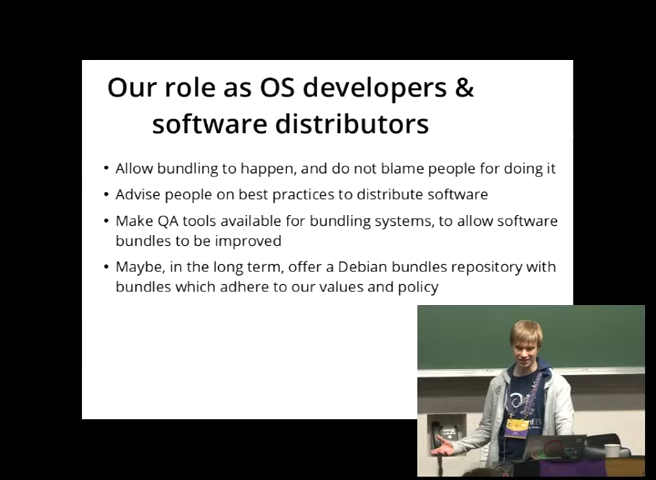 Our role as OS developers &
software distributors
• Allow bundling to happen, and do not blame people for doing it
• Advise people on best practices to distribute software
• Make QA tools available for bundling systems, to allow software
bundles to be improved
• Maybe, in the long term, offer a Debian bundles repository with
bundles which adhere to our values and policy